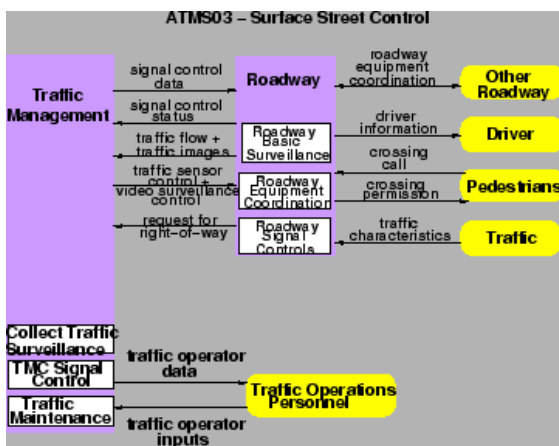 ATMS03 – Surface Street Control
Traffic
Management
signal control
data
signal control
status
traffic flow +
traffic images
traffic sensor
control +
video surveillance
control
request for
right-of-way
Roadway
Roadway
Basic
Surveillance
Roadway
Equipment
Coordination
Roadway
Signal
Controls
roadway
equipment
coordination
driver
information
crossing
call
crossing
permission
traffic
characteristics
Other
Roadway
Driver
Pedestrians
Traffic
Collect Traffic
Surveillance
TMC Signal
Control
Traffic
Maintenance
traffic operator
data
traffic operator
inputs
Traffic Operations
Personnel